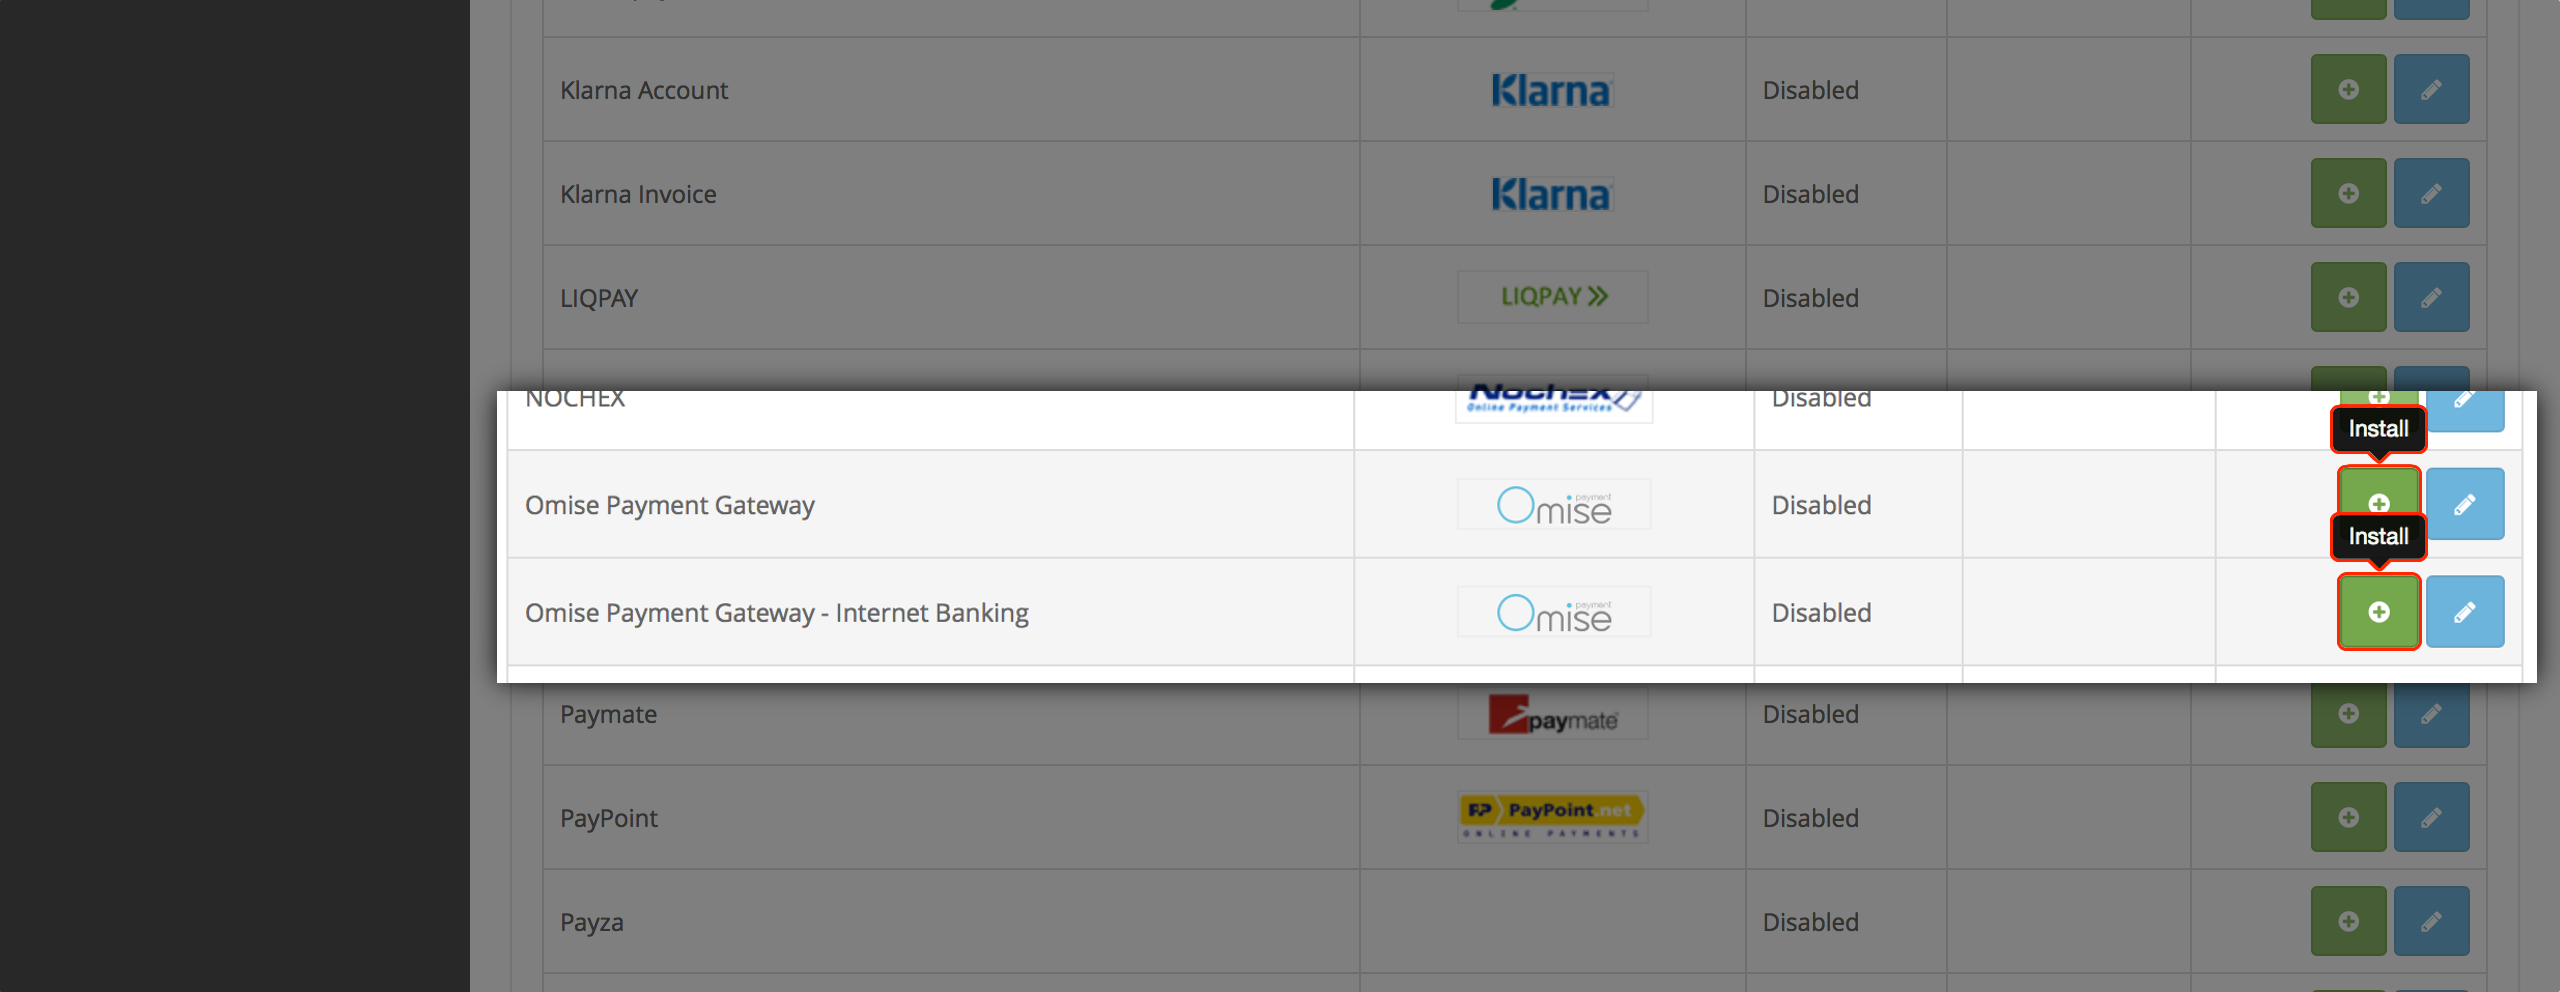 Klarna Account Klarna Disabled
Klarna Invoice Klarna Disabled
LIQPAY LIQPAY Disabled
NOCHEX NOCHEX Online Payment Services Disabled
Install
Omise Payment Gateway Omise payment Disabled
Install
Omise Payment Gateway - Internet Banking Omise payment Disabled
Paymate paymate Disabled
PayPoint PP PayPoint.net Disabled
ONLINE PAYMENTS
Payza Disabled